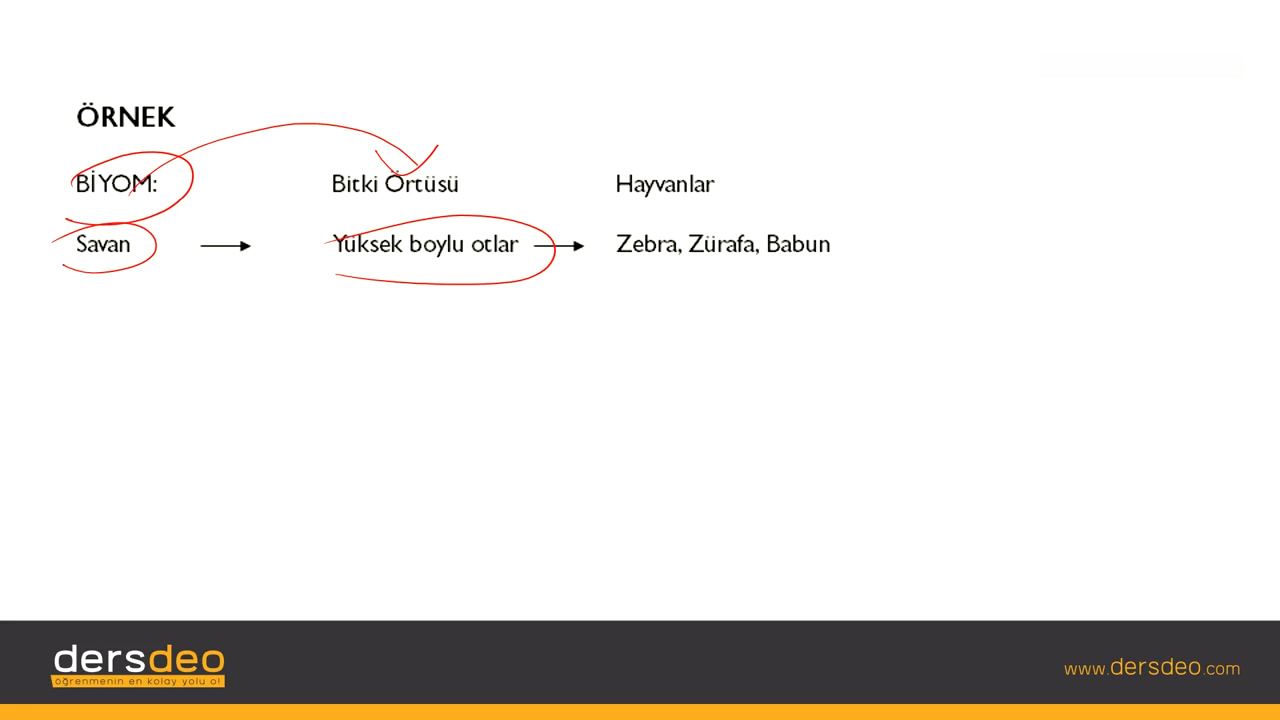 ÖRNEK
BİYOM: Bitki Örtüsü Hayvanlar
Savan Yüksek boylu otlar Zebra, Zürafa, Babun
dersdeo
öğrenmenin en kolay yolu o!
www.dersdeo.com